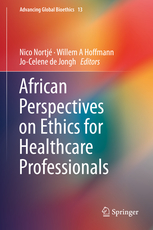 Advancing Global Bioethics 13
Nico Nortjé · Willem A Hoffmann
Jo-Celene de Jongh Editors
African
Perspectives
on Ethics for
Healthcare
Professionals
Springer